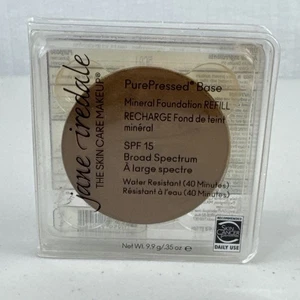 jane iredale
THE SKIN CARE MAKEUP®
PurePressed® Base
Mineral Foundation REFILL
RECHARGE Fond de teint
minéral
SPF 15
Broad Spectrum
À large spectre
Water Resistant (40 Minutes)
Résistant à l'eau (40 Minutes)
Net Wt. 9.9 g/.35 oz
SKIN CANCER
DAILY USE